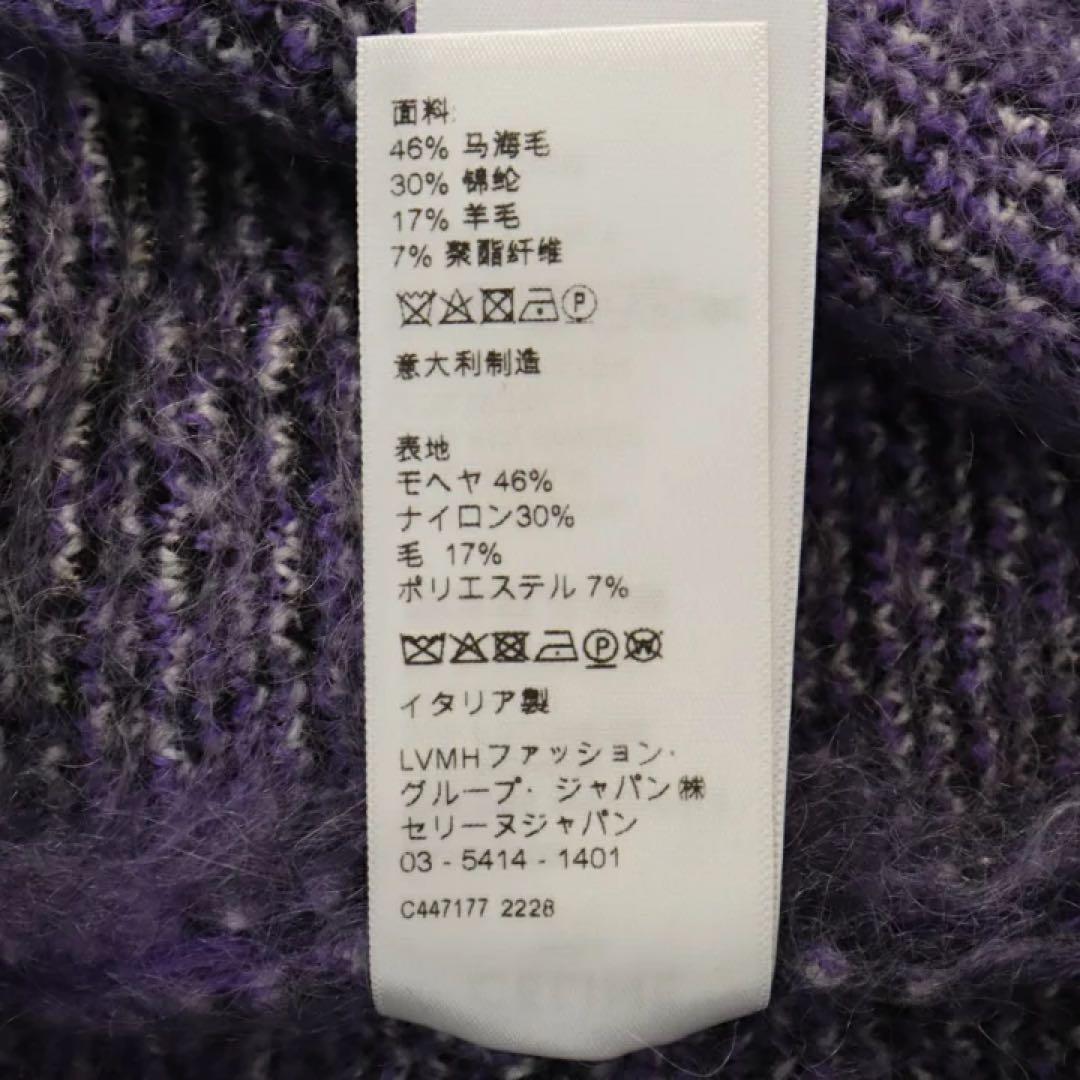 面料:
46% 马海毛
30% 锦纶
17% 羊毛
7% 聚酯纤维
P
意大利制造
表地
モヘヤ 46%
ナイロン30%
毛 17%
ポリエステル 7%
P W
イタリア製
LVMHファッション・
グループ・ジャパン㈱
セリーヌジャパン
03 - 5414 - 1401
C447177 2228